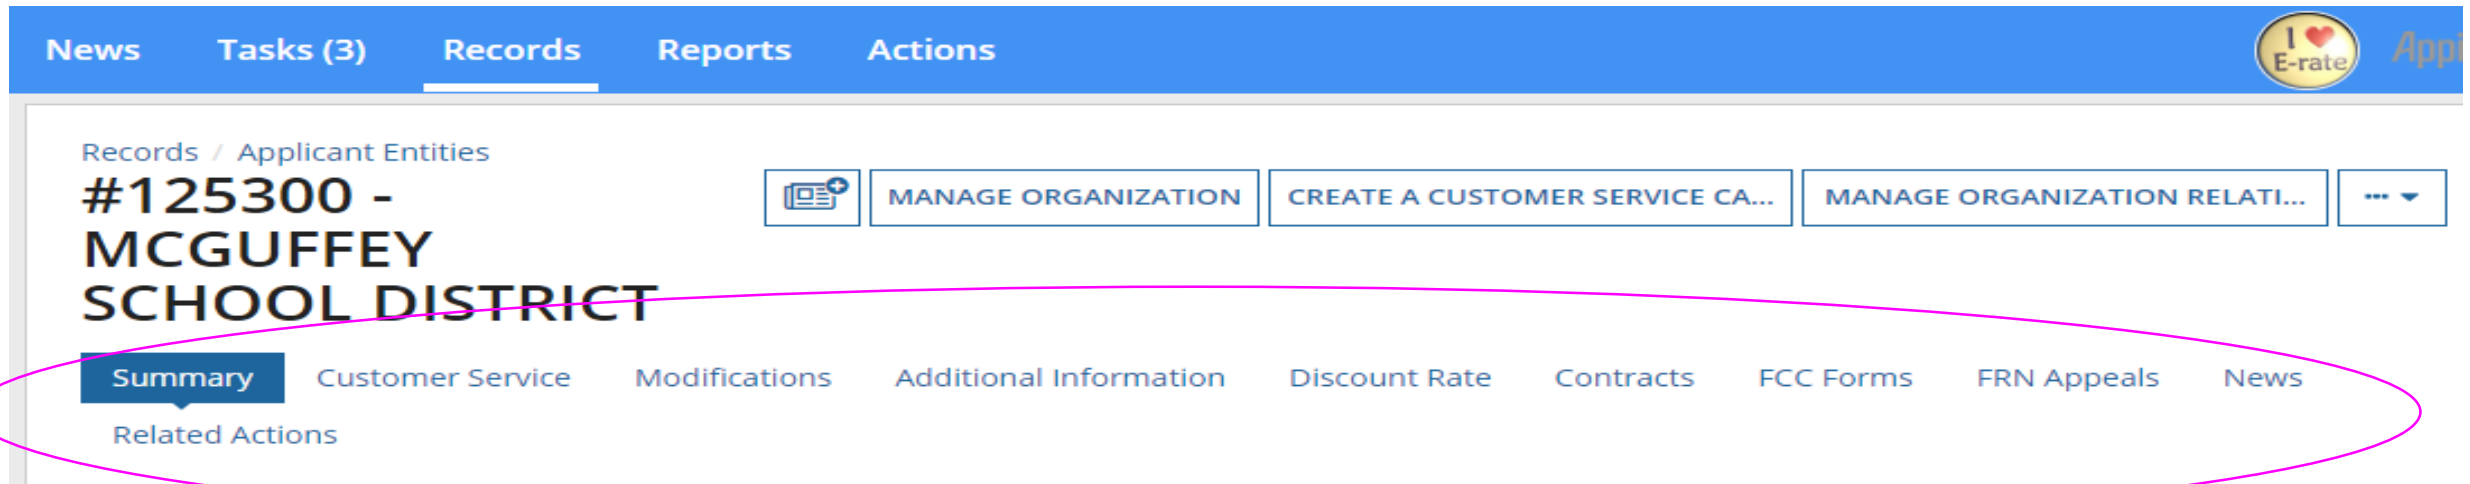 News Tasks (3) Records Reports Actions
I ❤
E-rate
Appi
Records / Applicant Entities
#125300 -
MCGUFFEY
SCHOOL DISTRICT
MANAGE ORGANIZATION CREATE A CUSTOMER SERVICE CA... MANAGE ORGANIZATION RELATI... ...
Summary Customer Service Modifications Additional Information Discount Rate Contracts FCC Forms FRN Appeals News
Related Actions